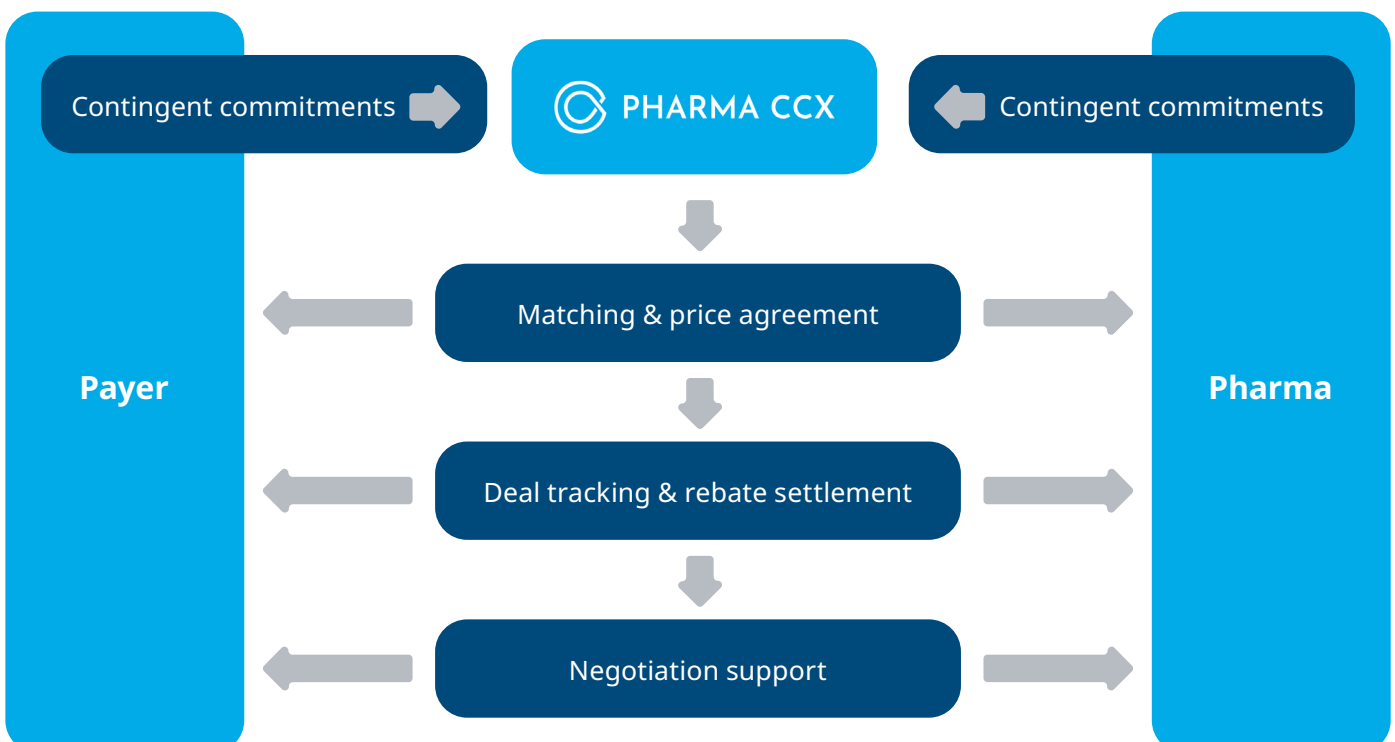 Contingent commitments
PHARMA CCX
Contingent commitments
Matching & price agreement
Payer
Pharma
Deal tracking & rebate settlement
Negotiation support